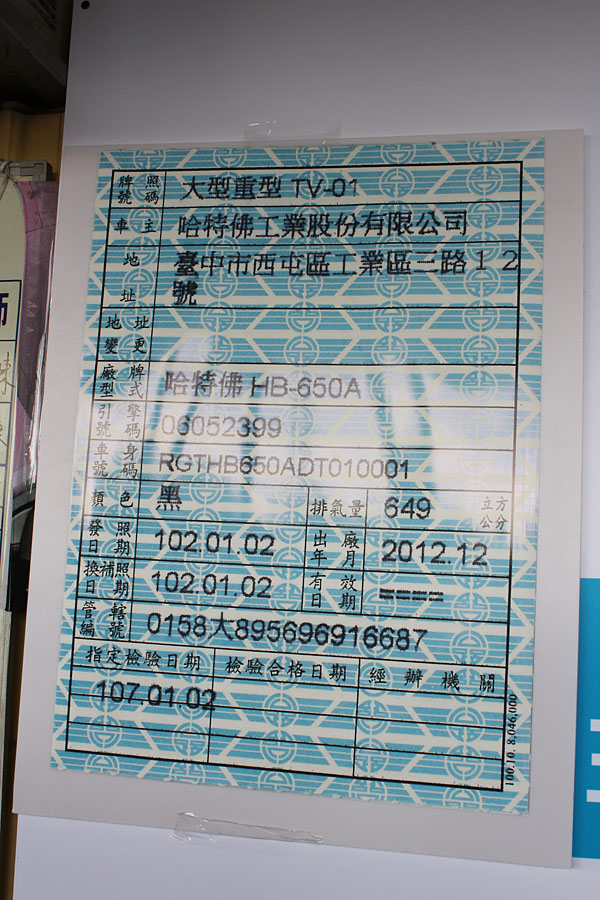 牌照號碼 大型重型 TV-01
車主 哈特佛工業股份有限公司
地址 臺中市西屯區工業區三路１２
號
地址變更
廠牌型式 哈特佛 HB-650A
引擎號碼 06052399
車身號碼 RGTHB650ADT010001
顏色 黑 排氣量 649 立方公分
發照日期 102.01.02 出廠年月 2012.12
換補照日期 102.01.02 有效日期 ----
管轄編號 0158大895696916687
指定檢驗日期 檢驗合格日期 經辦機關
107.01.02
100.10. 8,046,000